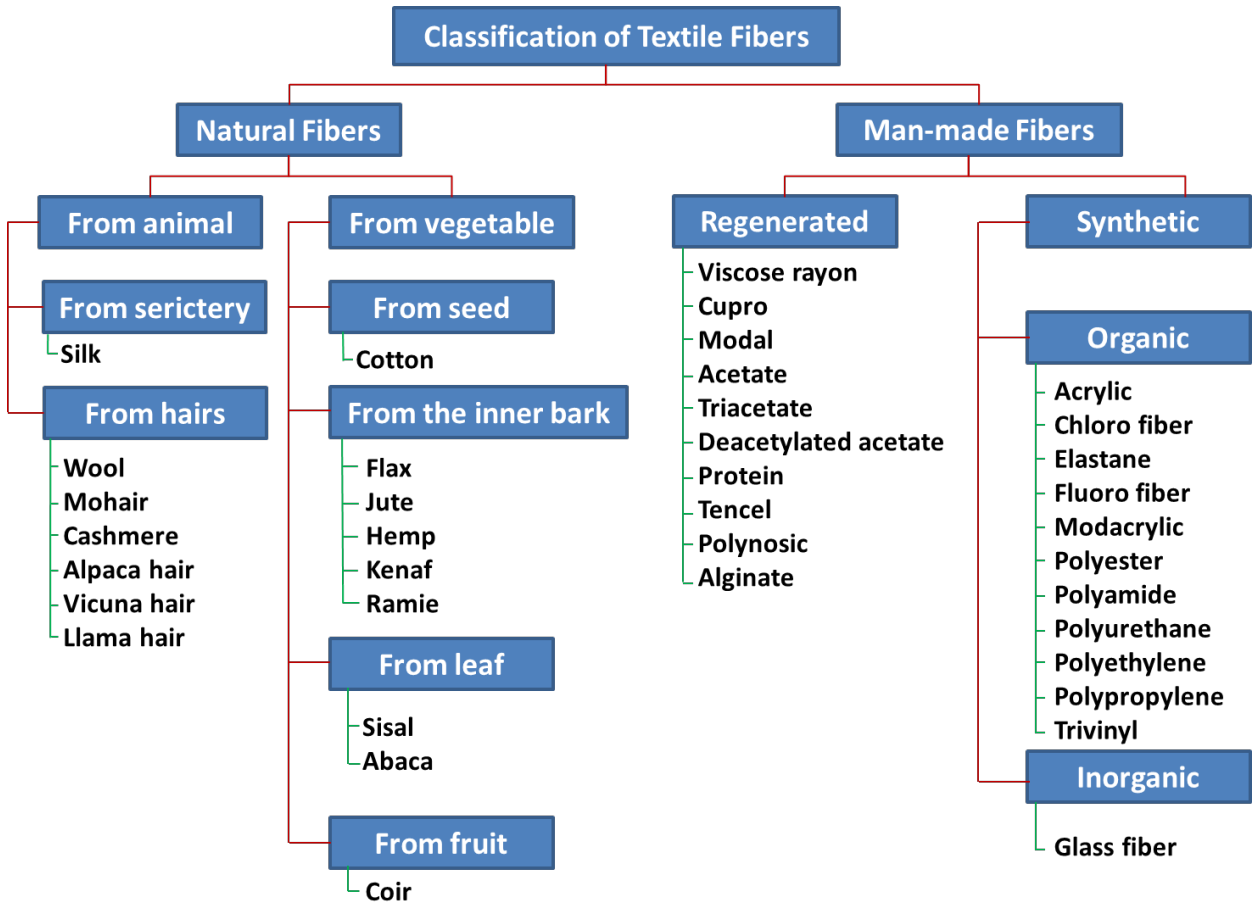 Classification of Textile Fibers
Natural Fibers
Man-made Fibers
From animal
From serictery
Silk
From hairs
Wool
Mohair
Cashmere
Alpaca hair
Vicuna hair
Llama hair
From vegetable
From seed
Cotton
From the inner bark
Flax
Jute
Hemp
Kenaf
Ramie
From leaf
Sisal
Abaca
From fruit
Coir
Regenerated
Viscose rayon
Cupro
Modal
Acetate
Triacetate
Deacetylated acetate
Protein
Tencel
Polynosic
Alginate
Synthetic
Organic
Acrylic
Chloro fiber
Elastane
Fluoro fiber
Modacrylic
Polyester
Polyamide
Polyurethane
Polyethylene
Polypropylene
Trivinyl
Inorganic
Glass fiber